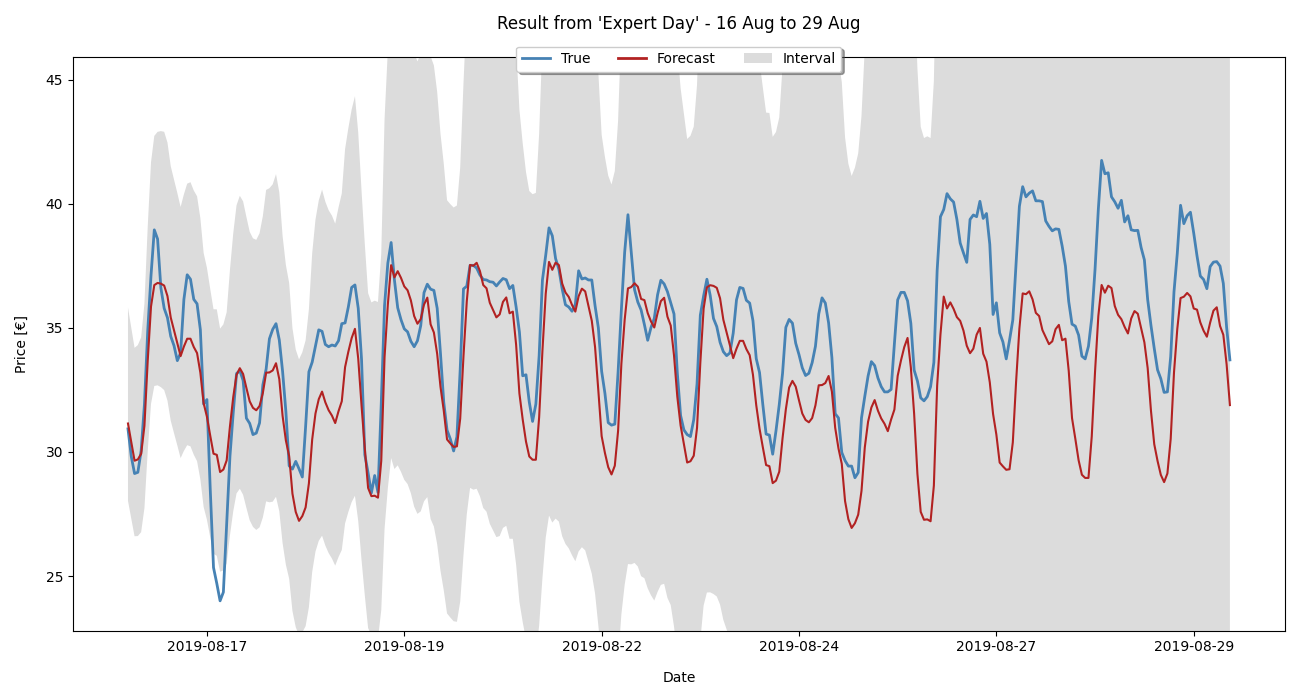 Result from 'Expert Day' - 16 Aug to 29 Aug
True Forecast Interval
45
40
35
30
25
Price [€]
2019-08-17 2019-08-19 2019-08-22 2019-08-24 2019-08-27 2019-08-29
Date